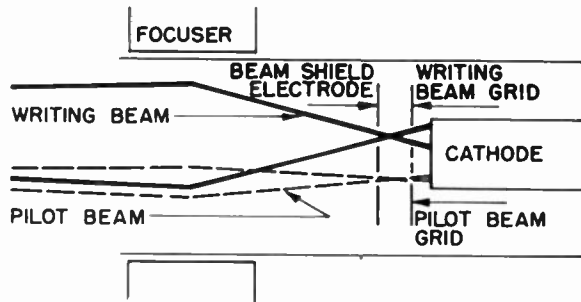 FOCUSER
BEAM SHIELD
ELECTRODE
WRITING
BEAM GRID
WRITING BEAM
CATHODE
PILOT BEAM
PILOT BEAM
GRID